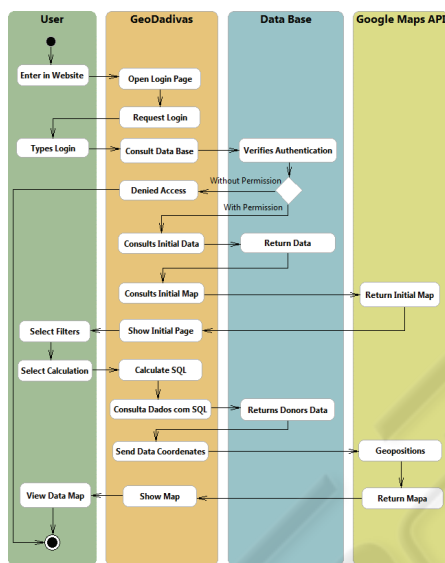 User
GeoDadivas
Data Base
Google Maps API
Enter in Website
Open Login Page
Request Login
Types Login
Consult Data Base
Verifies Authentication
Without Permission
Denied Access
With Permission
Consults Initial Data
Return Data
Consults Initial Map
Return Initial Map
Select Filters
Show Initial Page
Select Calculation
Calculate SQL
Consulta Dados com SQL
Returns Donors Data
Send Data Coordenates
Geopositions
View Data Map
Show Map
Return Mapa